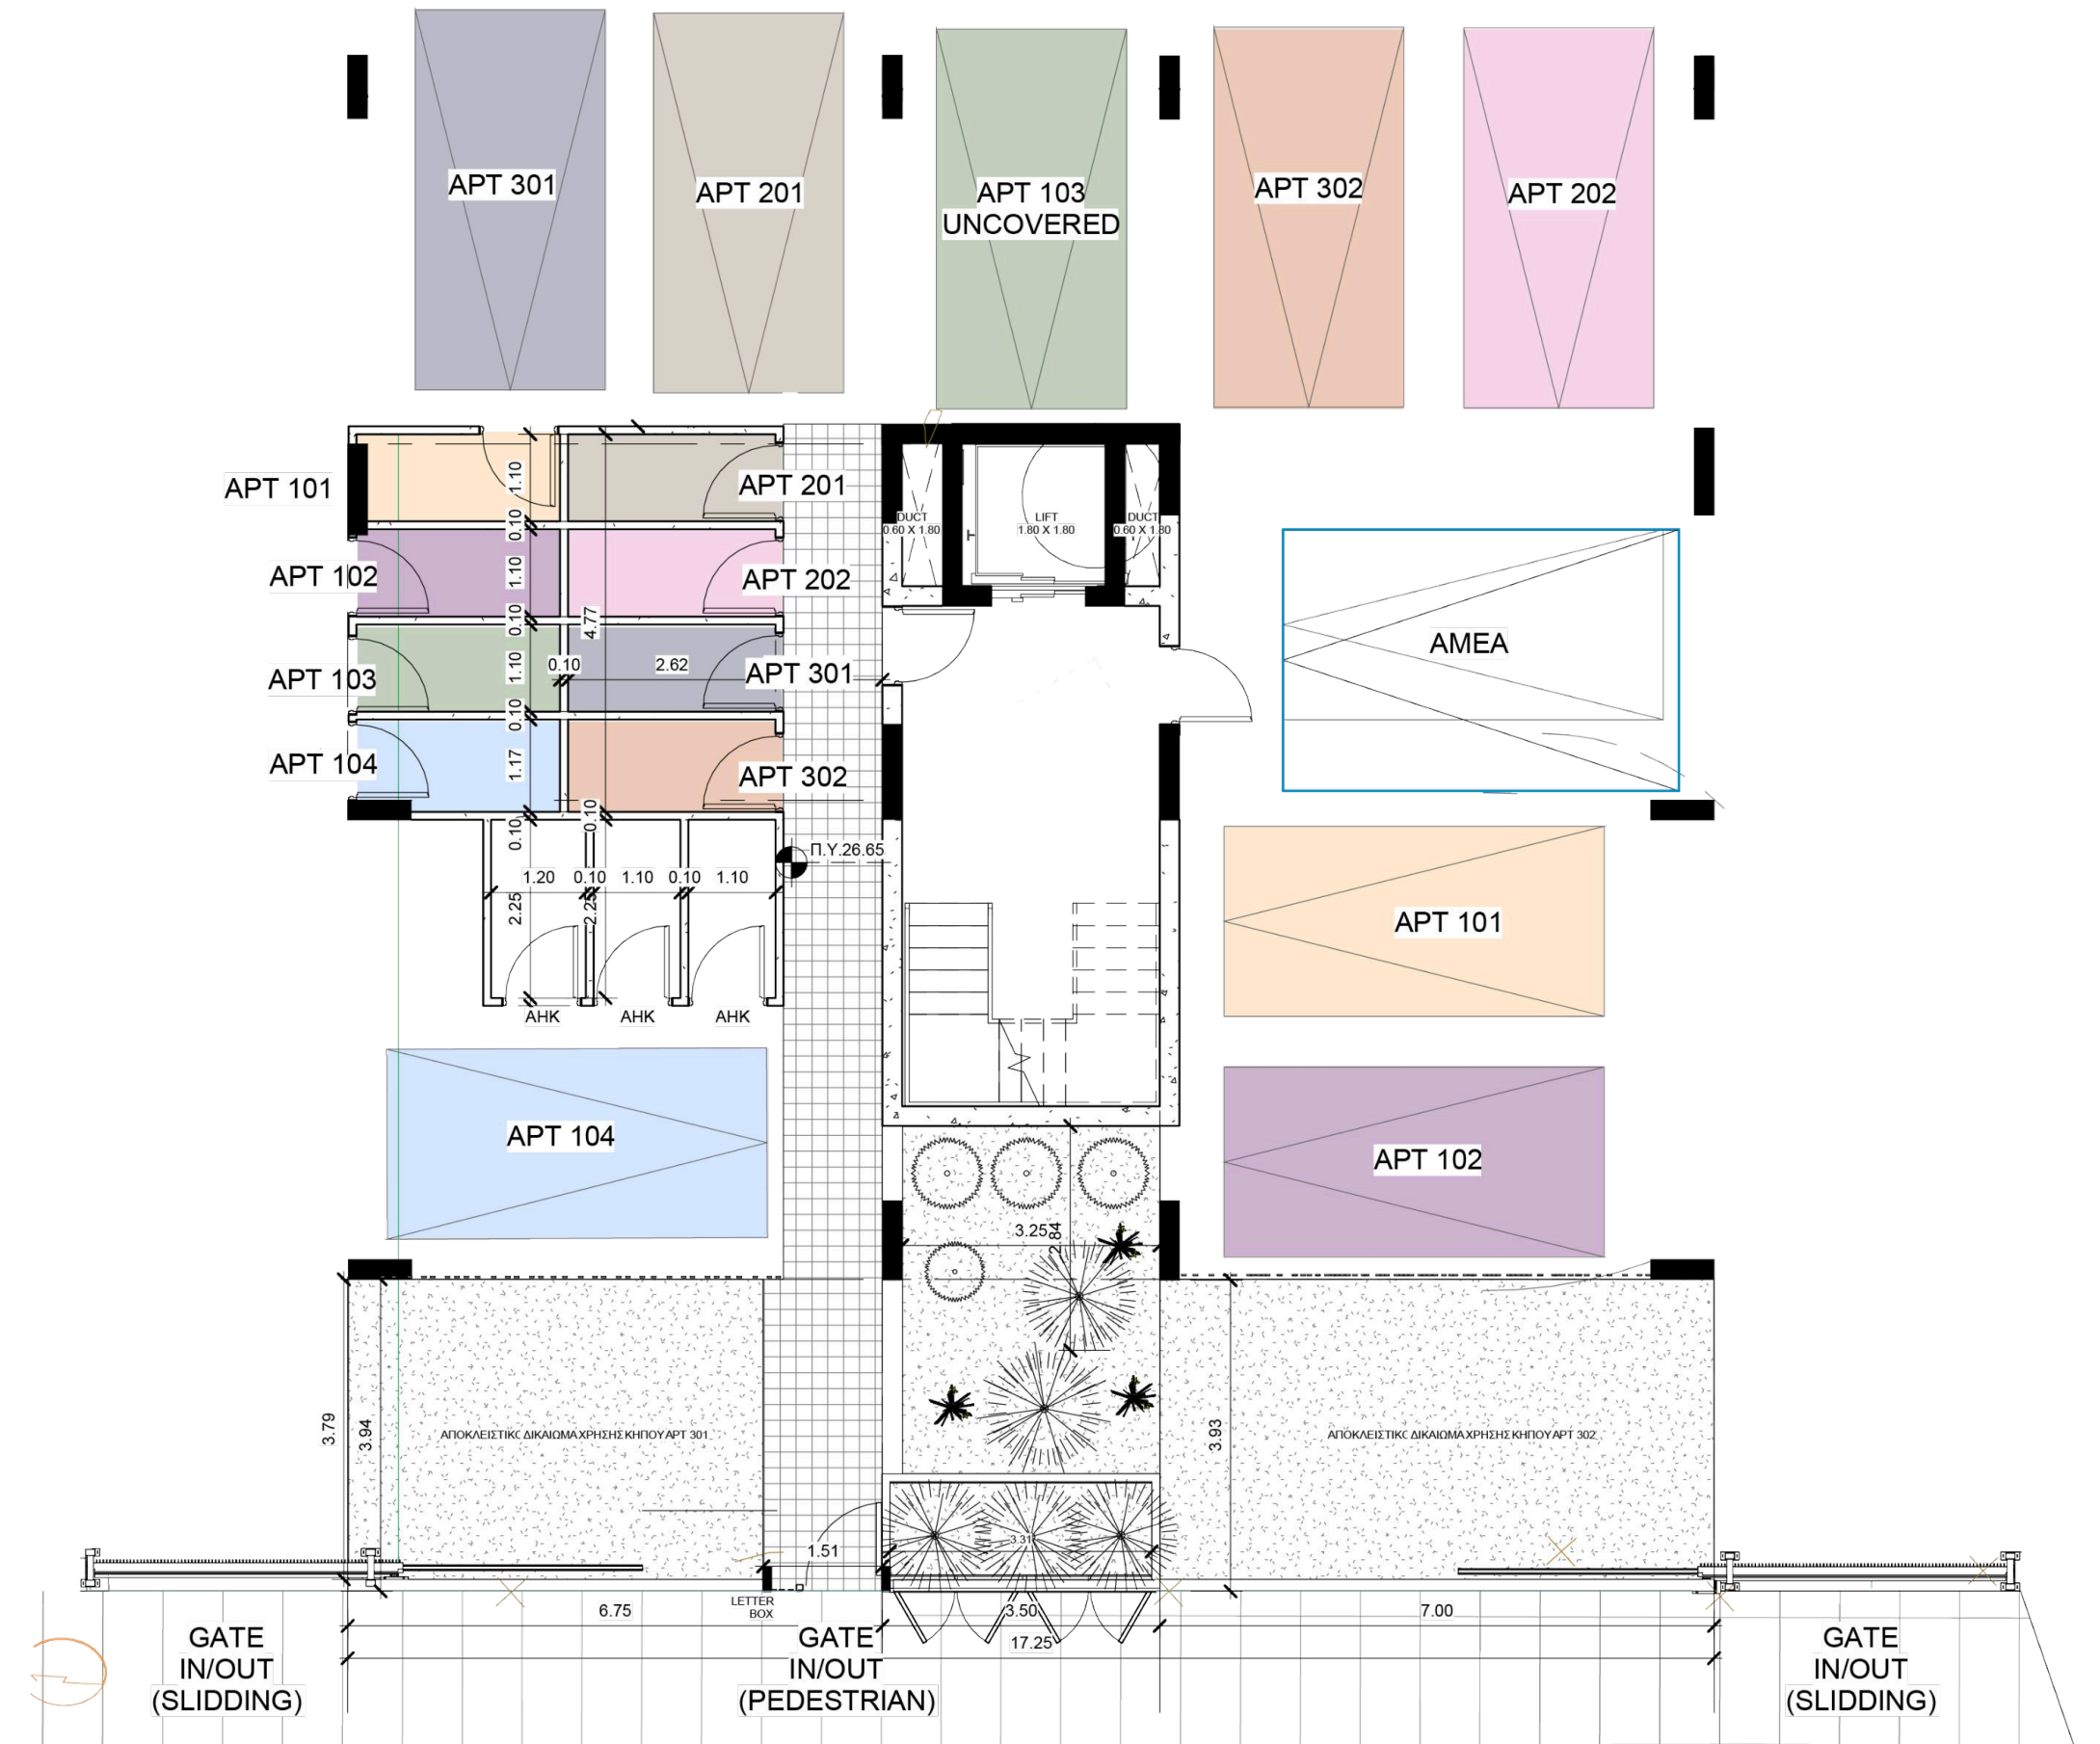 APT 301
APT 201
APT 103
UNCOVERED
APT 302
APT 202
APT 101
1.10
APT 201
0.10
DUCT
0.60 X 1.80
LIFT
1.80 X 1.80
DUCT
0.60 X 1.80
APT 102
1.10
APT 202
0.10
4.77
AMEA
APT 103
1.10
0.10
2.62
APT 301
0.10
APT 104
1.17
APT 302
0.10
0.10
Π.Υ.26.65
1.20
0.10
1.10
0.10
1.10
2.25
2.25
APT 101
AHK
AHK
AHK
APT 104
APT 102
3.25
2.84
3.79
3.94
ΑΠΟΚΛΕΙΣΤΙΚΟ ΔΙΚΑΙΩΜΑ ΧΡΗΣΗΣ ΚΗΠΟΥ APT 301
3.93
ΑΠΟΚΛΕΙΣΤΙΚΟ ΔΙΚΑΙΩΜΑ ΧΡΗΣΗΣ ΚΗΠΟΥ APT 302
1.51
3.31
LETTER
BOX
6.75
3.50
7.00
17.25
GATE
IN/OUT
(SLIDDING)
GATE
IN/OUT
(PEDESTRIAN)
GATE
IN/OUT
(SLIDDING)